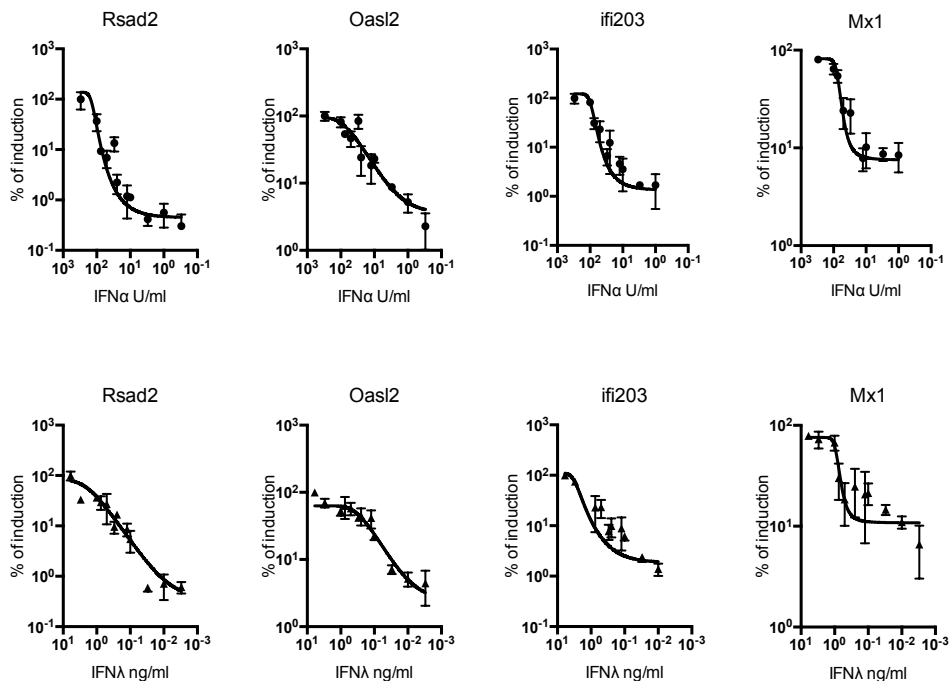 Rsad2
% of induction
10³
10²
10¹
10⁰
10⁻¹
10³ 10² 10¹ 10⁰ 10⁻¹
IFNα U/ml
Oasl2
% of induction
10³
10²
10¹
10⁰
10³ 10² 10¹ 10⁰ 10⁻¹
IFNα U/ml
ifi203
% of induction
10³
10²
10¹
10⁰
10⁻¹
10³ 10² 10¹ 10⁰ 10⁻¹
IFNα U/ml
Mx1
% of induction
10²
10¹
10⁰
10³ 10² 10¹ 10⁰ 10⁻¹
IFNα U/ml
Rsad2
% of induction
10³
10²
10¹
10⁰
10⁻¹
10¹ 10⁰ 10⁻¹ 10⁻² 10⁻³
IFNλ ng/ml
Oasl2
% of induction
10³
10²
10¹
10⁰
10¹ 10⁰ 10⁻¹ 10⁻² 10⁻³
IFNλ ng/ml
ifi203
% of induction
10³
10²
10¹
10⁰
10⁻¹
10¹ 10⁰ 10⁻¹ 10⁻² 10⁻³
IFNλ ng/ml
Mx1
% of induction
10²
10¹
10⁰
10¹ 10⁰ 10⁻¹ 10⁻² 10⁻³
IFNλ ng/ml